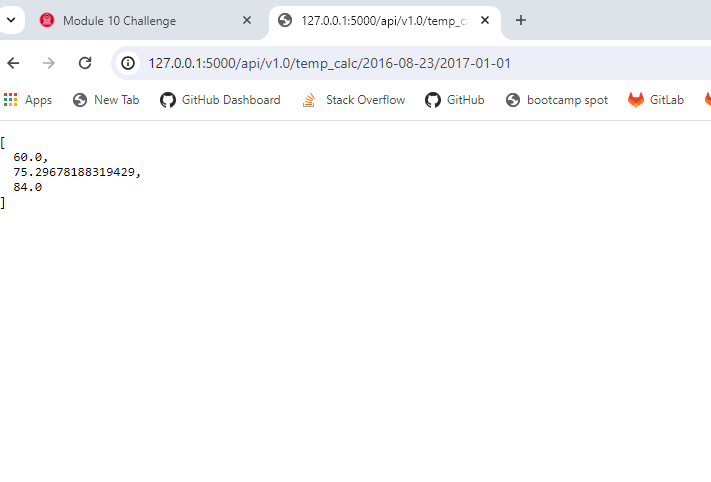 Module 10 Challenge
127.0.0.1:5000/api/v1.0/temp_c
127.0.0.1:5000/api/v1.0/temp_calc/2016-08-23/2017-01-01
Apps New Tab GitHub Dashboard Stack Overflow GitHub bootcamp spot GitLab
[
60.0,
75.29678188319429,
84.0
]